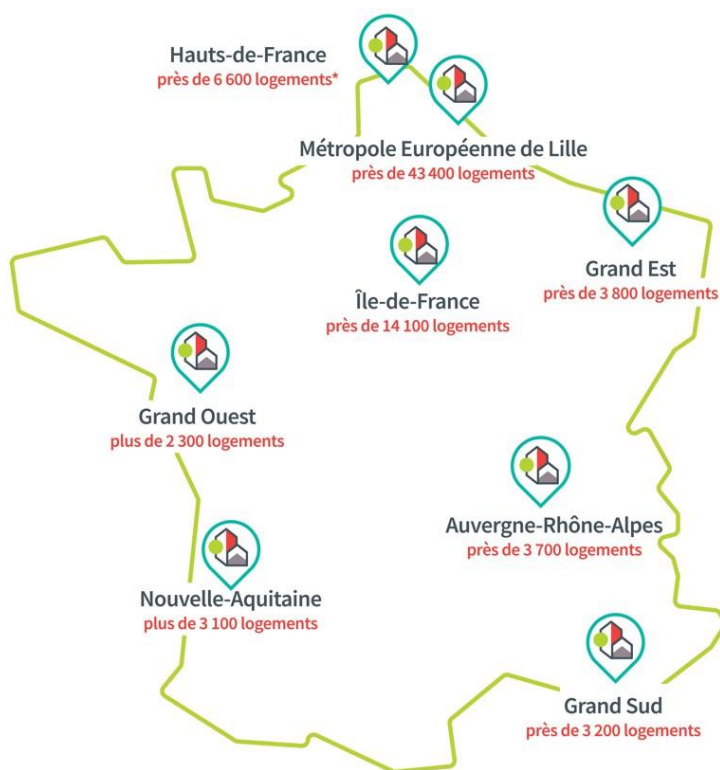 Hauts-de-France
près de 6 600 logements*
Métropole Européenne de Lille
près de 43 400 logements
Grand Est
près de 3 800 logements
Île-de-France
près de 14 100 logements
Grand Ouest
plus de 2 300 logements
Auvergne-Rhône-Alpes
près de 3 700 logements
Nouvelle-Aquitaine
plus de 3 100 logements
Grand Sud
près de 3 200 logements